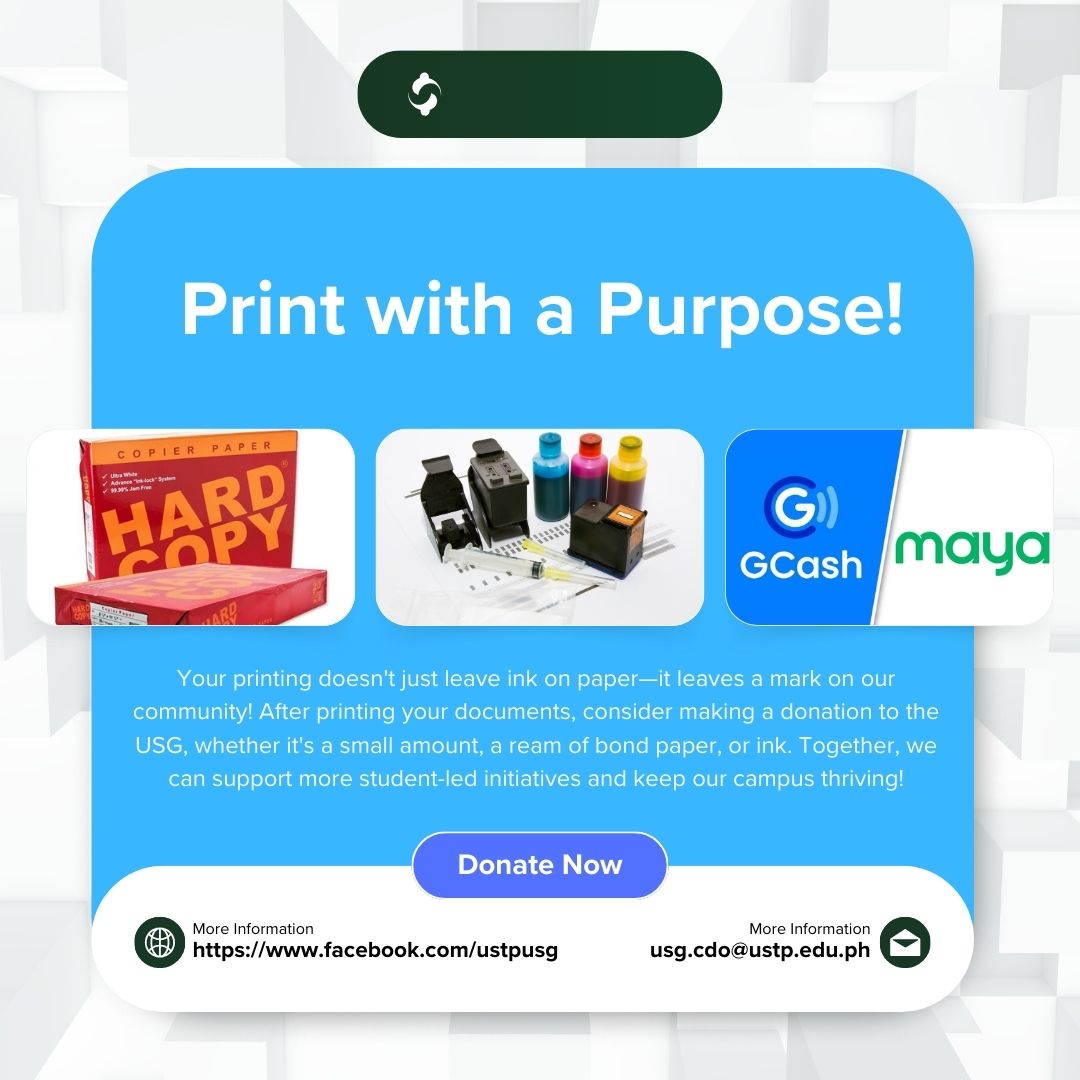 Print with a Purpose!
COPIER PAPER
Ultra White
Advance "Ink-lock" System
99.99% Jam Free
HARD
COPY
Copier Paper
HARD
COPY
HARD
GCash
maya
Your printing doesn't just leave ink on paper—it leaves a mark on our
community! After printing your documents, consider making a donation to the
USG, whether it's a small amount, a ream of bond paper, or ink. Together, we
can support more student-led initiatives and keep our campus thriving!
Donate Now
More Information
https://www.facebook.com/ustpusg
More Information
usg.cdo@ustp.edu.ph